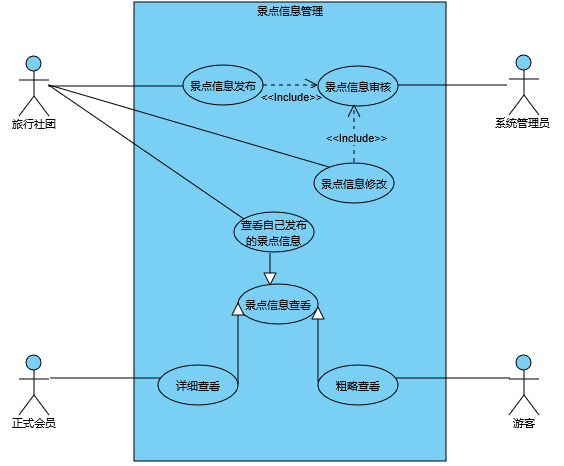 景点信息管理
景点信息发布
景点信息审核
<<Include>>
旅行社团
系统管理员
<<Include>>
景点信息修改
查看自己发布
的景点信息
景点信息查看
详细查看
粗略查看
正式会员
游客